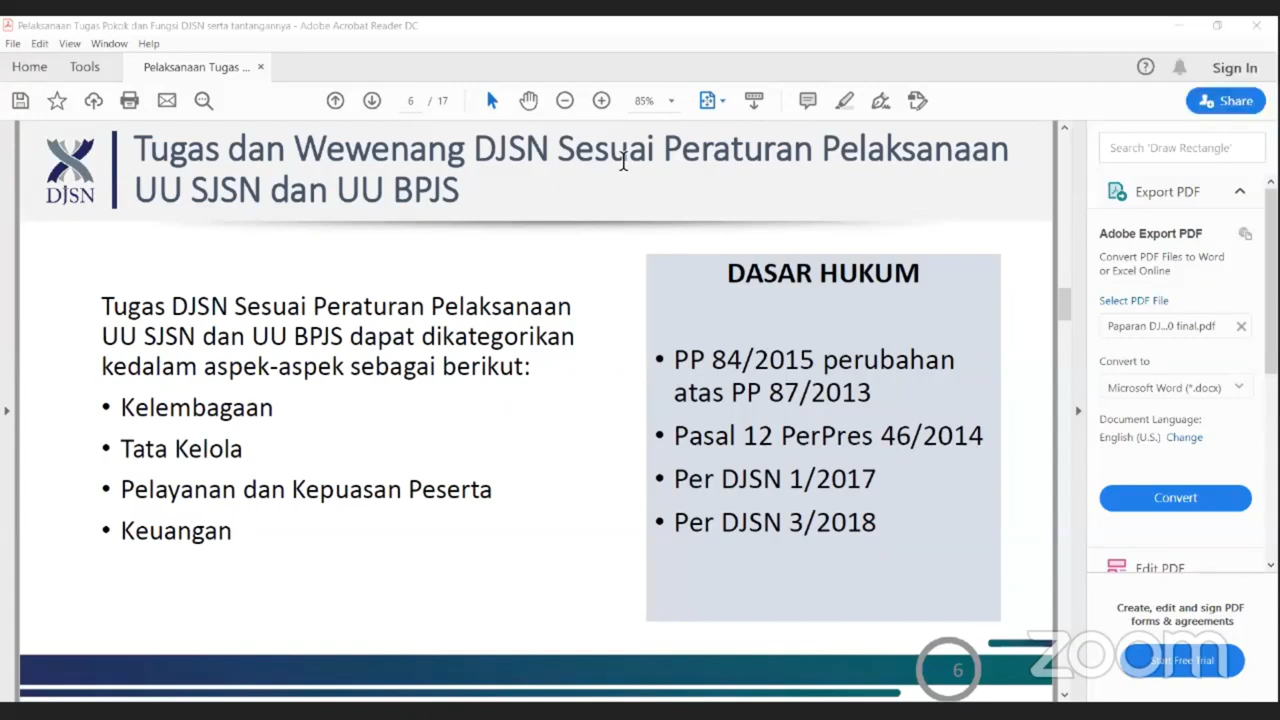 Pelaksanaan Tugas Pokok dan Fungsi DJSN serta tantangannya - Adobe Acrobat Reader DC
File Edit View Window Help
Home Tools Pelaksanaan Tugas ... ×
Sign In
6 / 17
85%
Share
Tugas dan Wewenang DJSN Sesuai Peraturan Pelaksanaan
UU SJSN dan UU BPJS
DJSN
Tugas DJSN Sesuai Peraturan Pelaksanaan
UU SJSN dan UU BPJS dapat dikategorikan
kedalam aspek-aspek sebagai berikut:
• Kelembagaan
• Tata Kelola
• Pelayanan dan Kepuasan Peserta
• Keuangan
DASAR HUKUM
• PP 84/2015 perubahan
atas PP 87/2013
• Pasal 12 PerPres 46/2014
• Per DJSN 1/2017
• Per DJSN 3/2018
6
Search 'Draw Rectangle'
Export PDF
Adobe Export PDF
Convert PDF Files to Word
or Excel Online
Select PDF File
Paparan DJ...0 final.pdf
Convert to
Microsoft Word (*.docx)
Document Language:
English (U.S.) Change
Convert
Edit PDF
Create, edit and sign PDF
forms & agreements
Start Free Trial
zoom